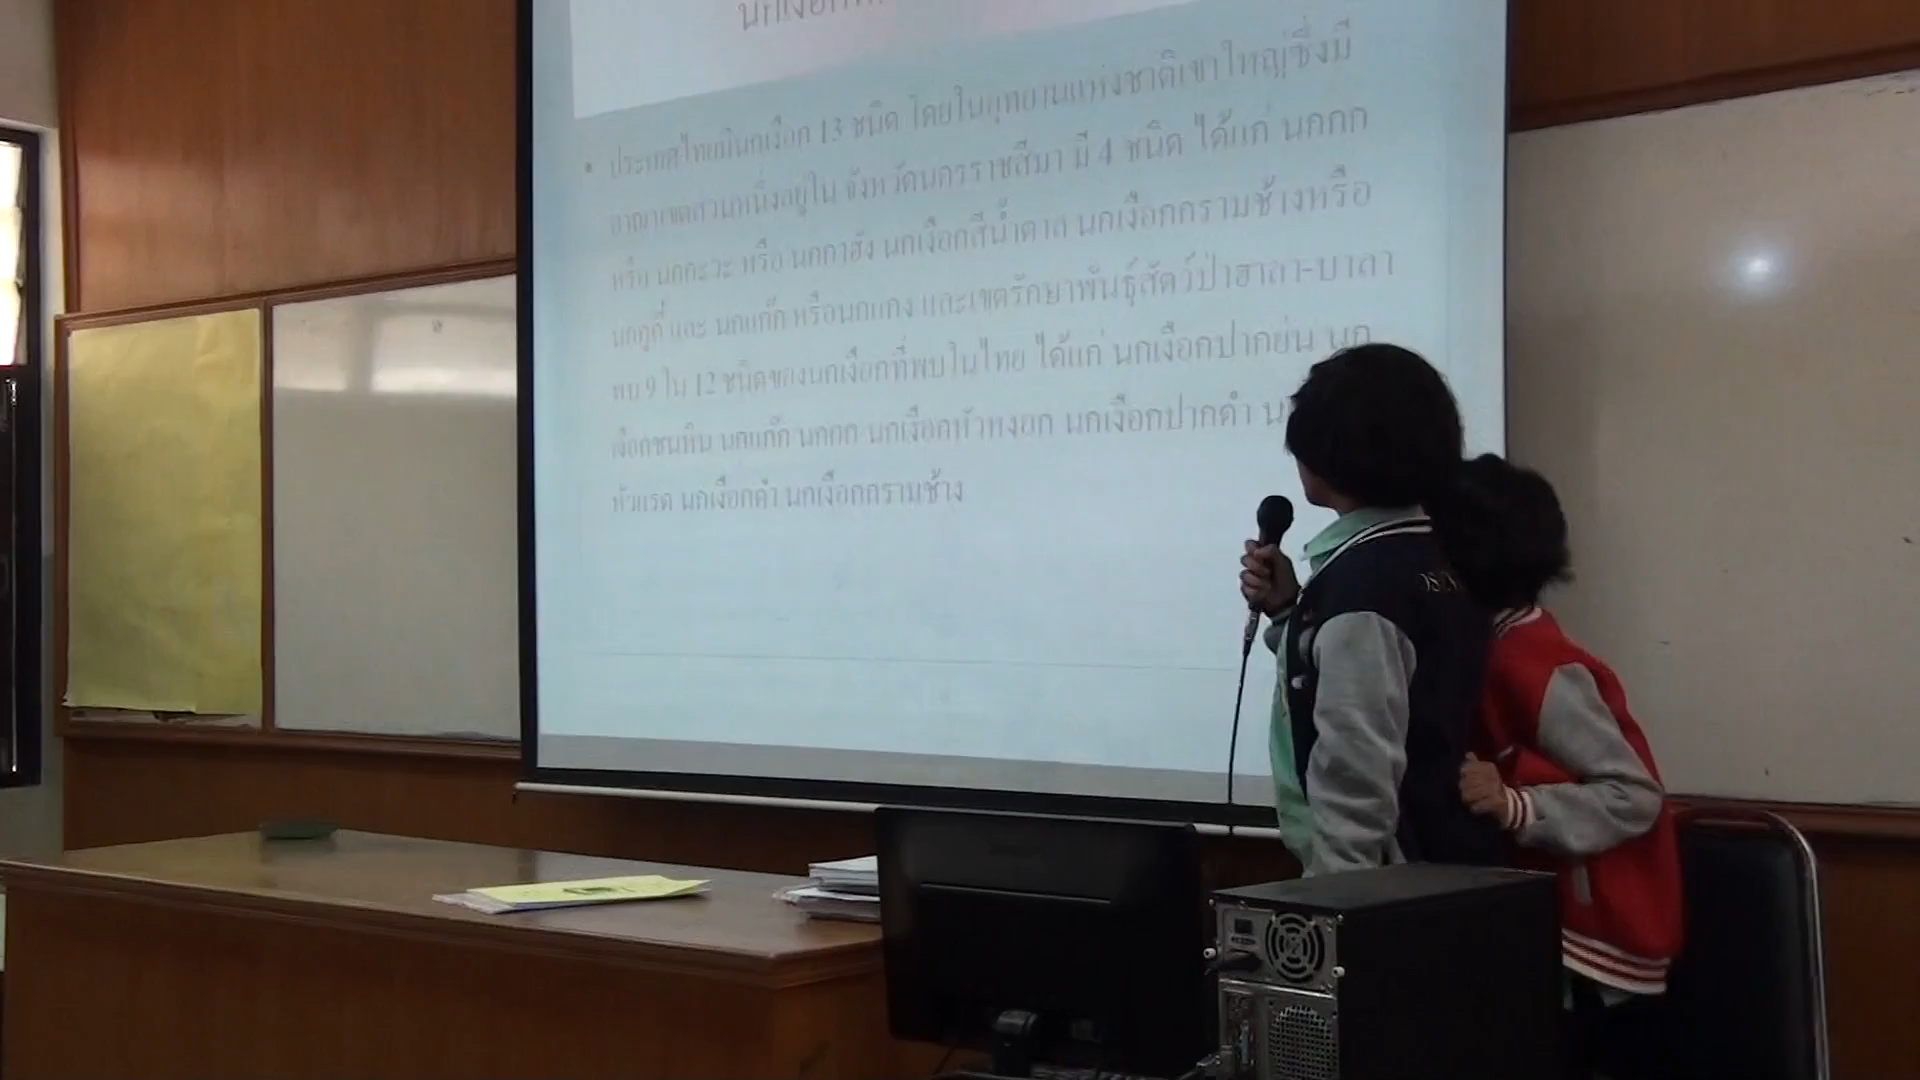 นกเงือก
ประเทศไทยมีนกเงือก 13 ชนิด โดยในอุทยานแห่งชาติเขาใหญ่ซึ่งมี
อาณาเขตส่วนหนึ่งอยู่ใน จังหวัดนครราชสีมา มี 4 ชนิด ได้แก่ นกกก
หรือ นกกะวะ หรือ นกกาฮัง นกเงือกสีน้ำตาล นกเงือกกรามช้างหรือ
นกกู๋กี๋ และ นกแก๊ก หรือนกแกง และเขตรักษาพันธุ์สัตว์ป่าฮาลา-บาลา
พบ 9 ใน 12 ชนิดของนกเงือกที่พบในไทย ได้แก่ นกเงือกปากย่น นก
เงือกชนหิน นกแก๊ก นกกก นกเงือกหัวหงอก นกเงือกปากดำ
หัวแรด นกเงือกดำ นกเงือกกรามช้าง